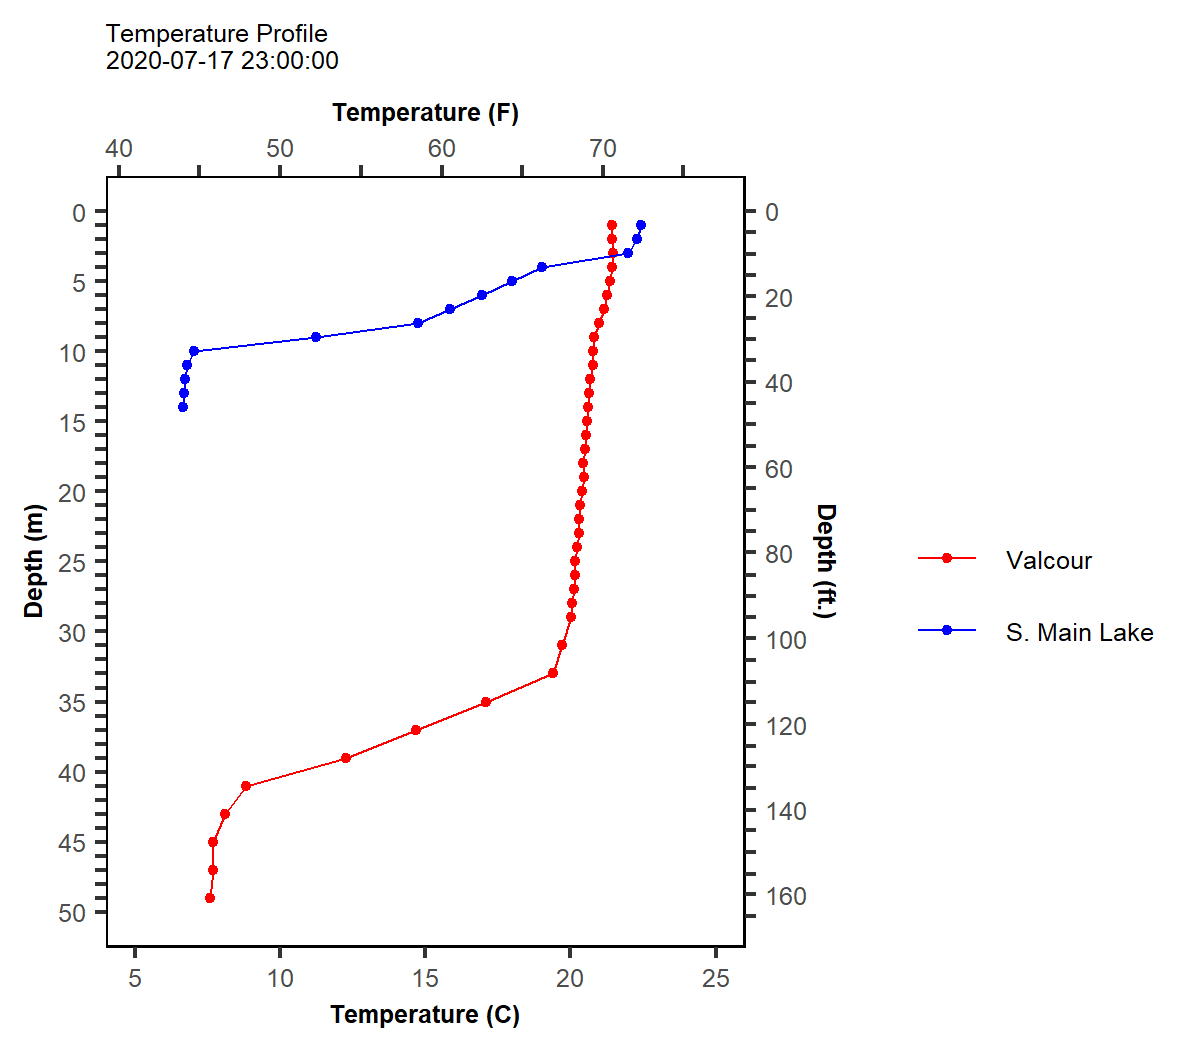 Temperature Profile
2020-07-17 23:00:00
Temperature (F)
40 50 60 70
0 5 10 15 20 25 30 35 40 45 50
Depth (m)
0 20 40 60 80 100 120 140 160
Depth (ft.)
Valcour
S. Main Lake
5 10 15 20 25
Temperature (C)